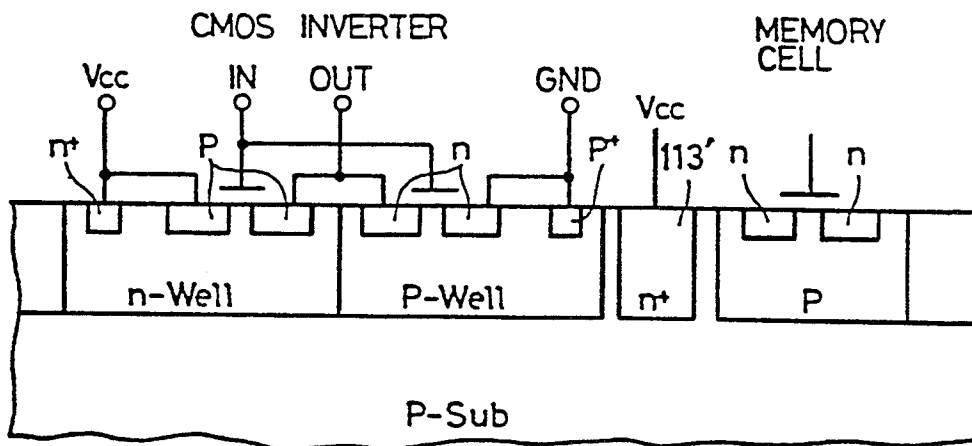 CMOS INVERTER
MEMORY
CELL
Vcc
IN
OUT
GND
Vcc
n+
P
n
P+
113′
n
n
n-Well
P-Well
n+
P
P-Sub